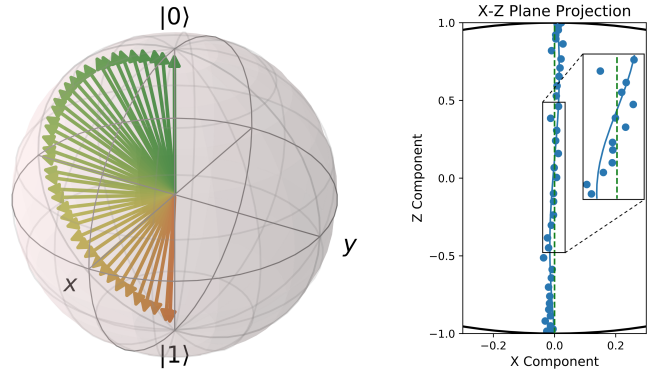 |0⟩
x
y
|1⟩
X-Z Plane Projection
Z Component
1.0
0.5
0.0
−0.5
−1.0
−0.2
0.0
0.2
X Component